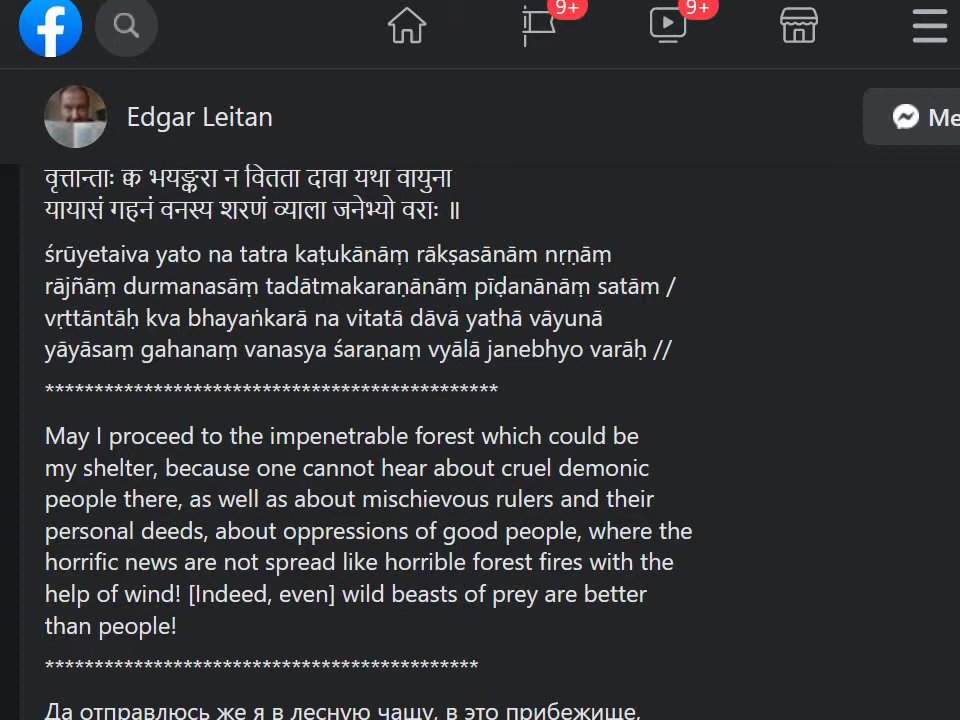 9+
9+
Edgar Leitan
Me
वृत्तान्ताः क्व भयङ्करा न वितता दावा यथा वायुना
यायासं गहनं वनस्य शरणं व्याला जनेभ्यो वराः ॥
śrūyetaiva yato na tatra kaṭukānāṃ rākṣasānāṃ nṛṇāṃ
rājñāṃ durmanasāṃ tadātmakaraṇānāṃ pīḍanānāṃ satām /
vṛttāntāḥ kva bhayaṅkarā na vitatā dāvā yathā vāyunā
yāyāsaṃ gahanaṃ vanasya śaraṇaṃ vyālā janebhyo varāḥ //
**********************************************
May I proceed to the impenetrable forest which could be
my shelter, because one cannot hear about cruel demonic
people there, as well as about mischievous rulers and their
personal deeds, about oppressions of good people, where the
horrific news are not spread like horrible forest fires with the
help of wind! [Indeed, even] wild beasts of prey are better
than people!
********************************************
Да отправлюсь же я в лесную чащу, в это прибежище,